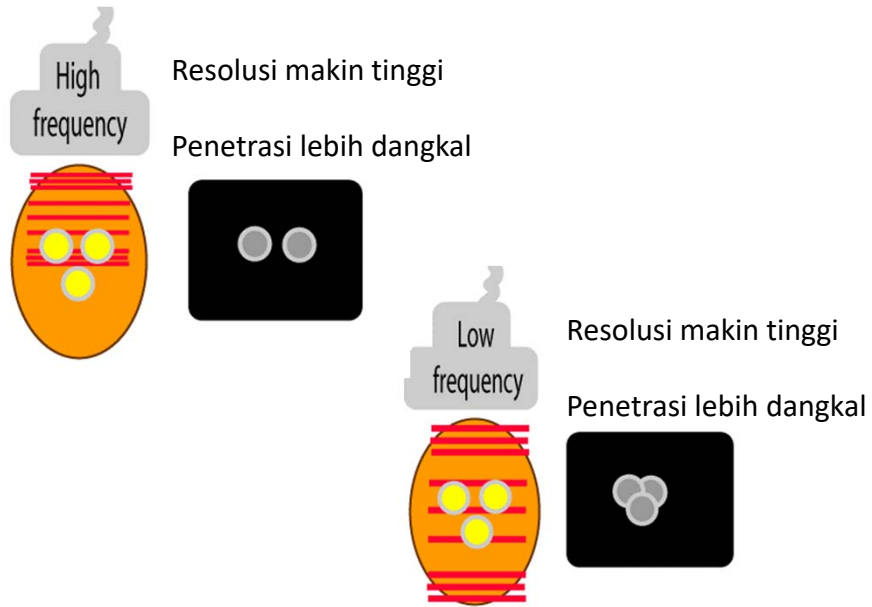 High
frequency
Resolusi makin tinggi
Penetrasi lebih dangkal
Low
frequency
Resolusi makin tinggi
Penetrasi lebih dangkal